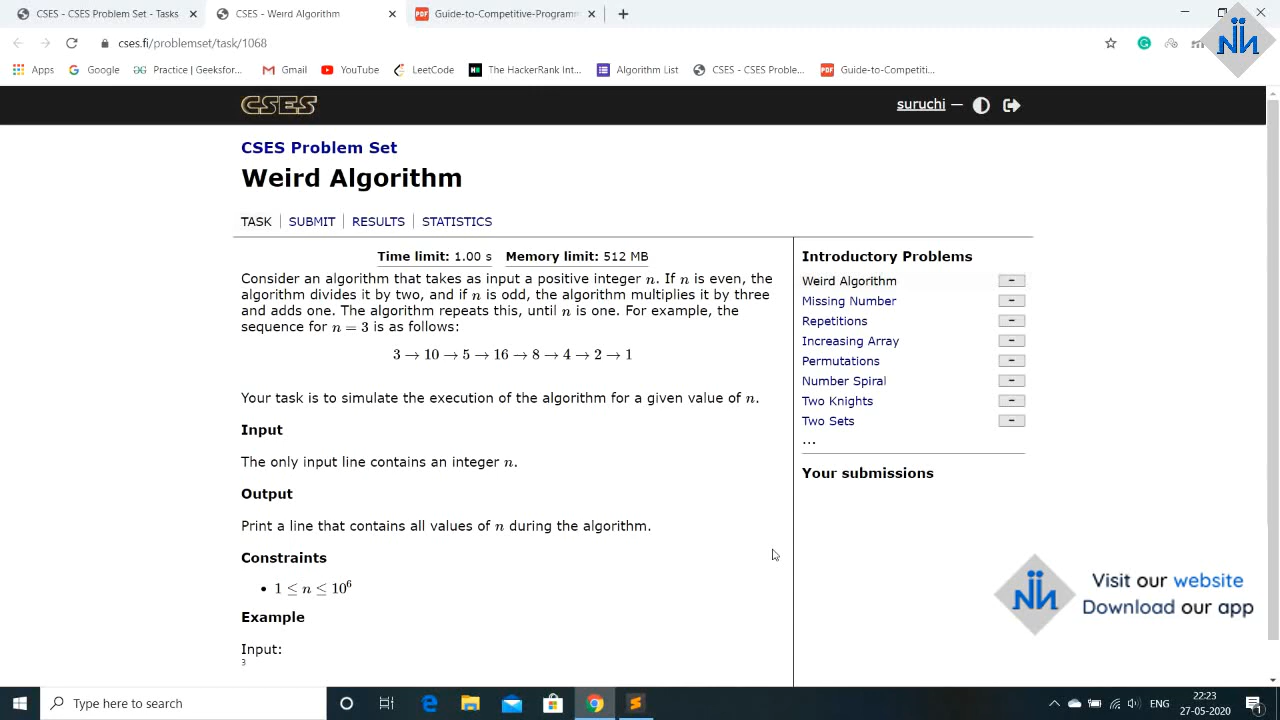 CSES - CSES Problem Set - Tasks
CSES - Weird Algorithm
Guide-to-Competitive-Programm
cses.fi/problemset/task/1068
Apps
Google
Practice | Geeksfor...
Gmail
YouTube
LeetCode
The HackerRank Int...
Algorithm List
CSES - CSES Proble...
Guide-to-Competiti...
CSES
suruchi —
CSES Problem Set
Weird Algorithm
TASK | SUBMIT | RESULTS | STATISTICS
Time limit: 1.00 s Memory limit: 512 MB
Consider an algorithm that takes as input a positive integer n. If n is even, the
algorithm divides it by two, and if n is odd, the algorithm multiplies it by three
and adds one. The algorithm repeats this, until n is one. For example, the
sequence for n = 3 is as follows:
3 → 10 → 5 → 16 → 8 → 4 → 2 → 1
Your task is to simulate the execution of the algorithm for a given value of n.
Input
The only input line contains an integer n.
Output
Print a line that contains all values of n during the algorithm.
Constraints
• 1 ≤ n ≤ 10⁶
Example
Input:
3
Introductory Problems
Weird Algorithm –
Missing Number –
Repetitions –
Increasing Array –
Permutations –
Number Spiral –
Two Knights –
Two Sets –
...
Your submissions
Visit our website
Download our app
Type here to search
ENG
22:23
27-05-2020
1